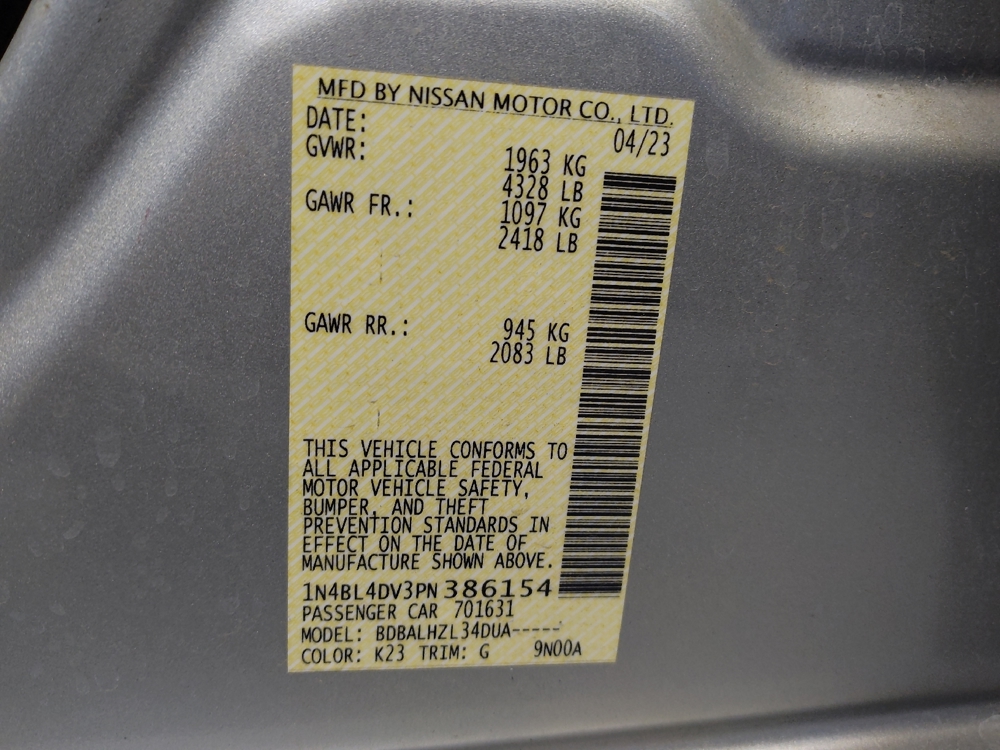 MFD BY NISSAN MOTOR CO., LTD.
DATE: 04/23
GVWR: 1963 KG
4328 LB
GAWR FR.: 1097 KG
2418 LB
GAWR RR.: 945 KG
2083 LB
THIS VEHICLE CONFORMS TO
ALL APPLICABLE FEDERAL
MOTOR VEHICLE SAFETY,
BUMPER, AND THEFT
PREVENTION STANDARDS IN
EFFECT ON THE DATE OF
MANUFACTURE SHOWN ABOVE.
1N4BL4DV3PN386154
PASSENGER CAR 701631
MODEL: BDBALHZL34DUA-----
COLOR: K23 TRIM: G 9N00A